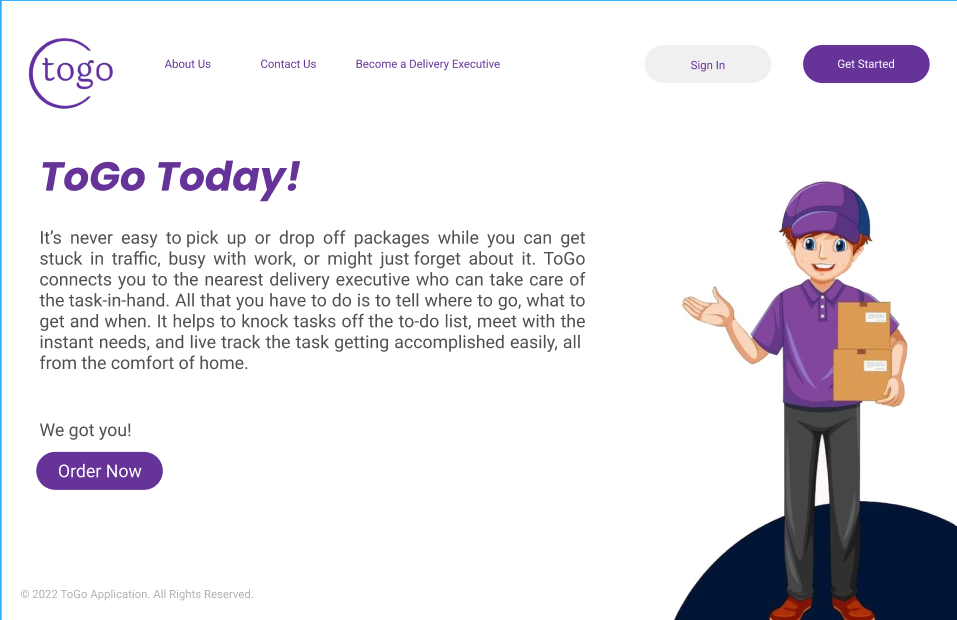 togo
About Us
Contact Us
Become a Delivery Executive
Sign In
Get Started
ToGo Today!
It's never easy to pick up or drop off packages while you can get
stuck in traffic, busy with work, or might just forget about it. ToGo
connects you to the nearest delivery executive who can take care of
the task-in-hand. All that you have to do is to tell where to go, what to
get and when. It helps to knock tasks off the to-do list, meet with the
instant needs, and live track the task getting accomplished easily, all
from the comfort of home.
We got you!
Order Now
© 2022 ToGo Application. All Rights Reserved.